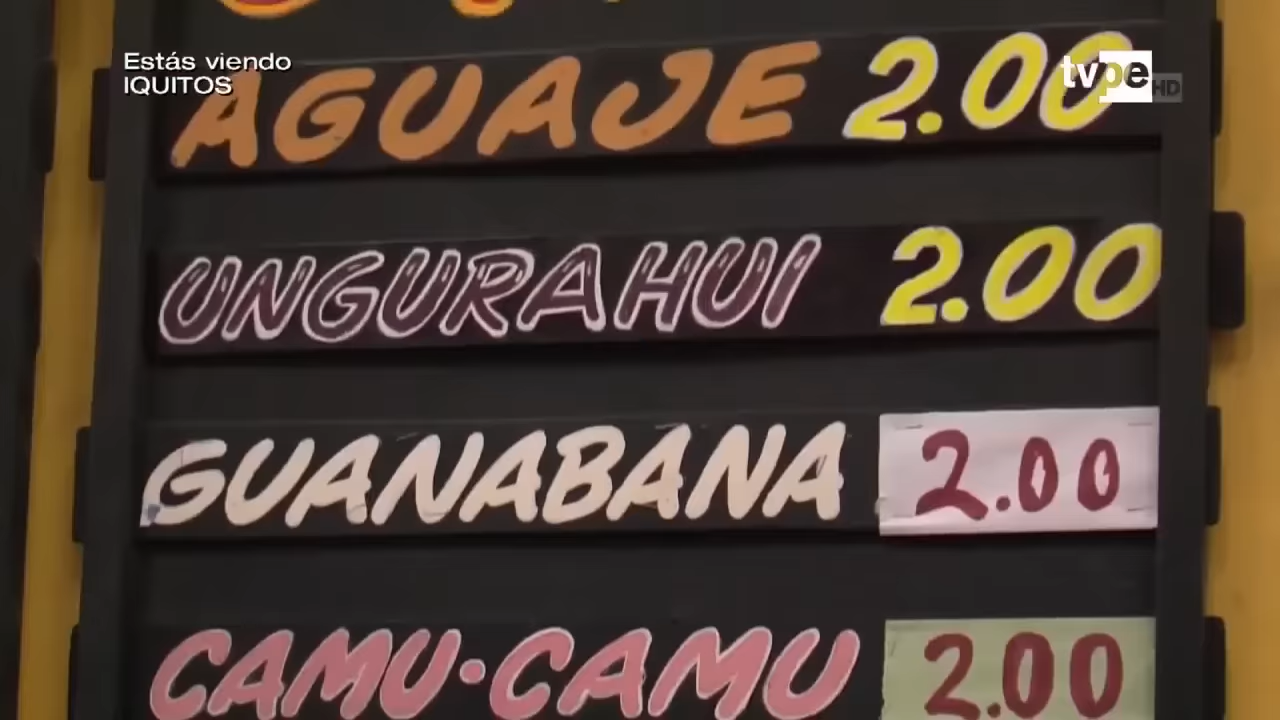 Estás viendo
IQUITOS
tvpe HD
AGUAJE 2.00
UNGURAHUI 2.00
GUANABANA 2.00
CAMU·CAMU 2.00